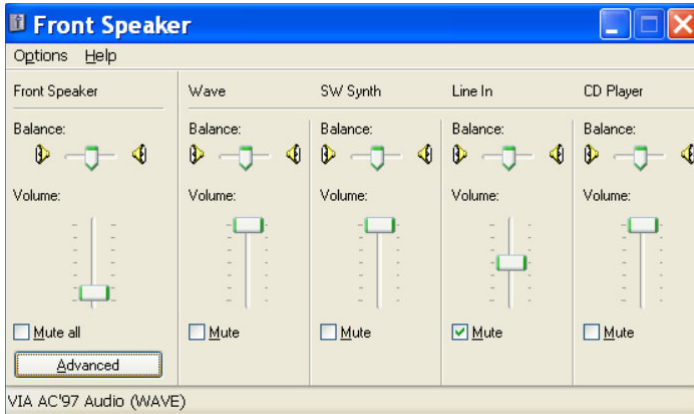 Front Speaker
Options Help
Front Speaker Wave SW Synth Line In CD Player
Balance: Balance: Balance: Balance: Balance:
Volume: Volume: Volume: Volume: Volume:
Mute all Mute Mute Mute Mute
Advanced
VIA AC'97 Audio (WAVE)